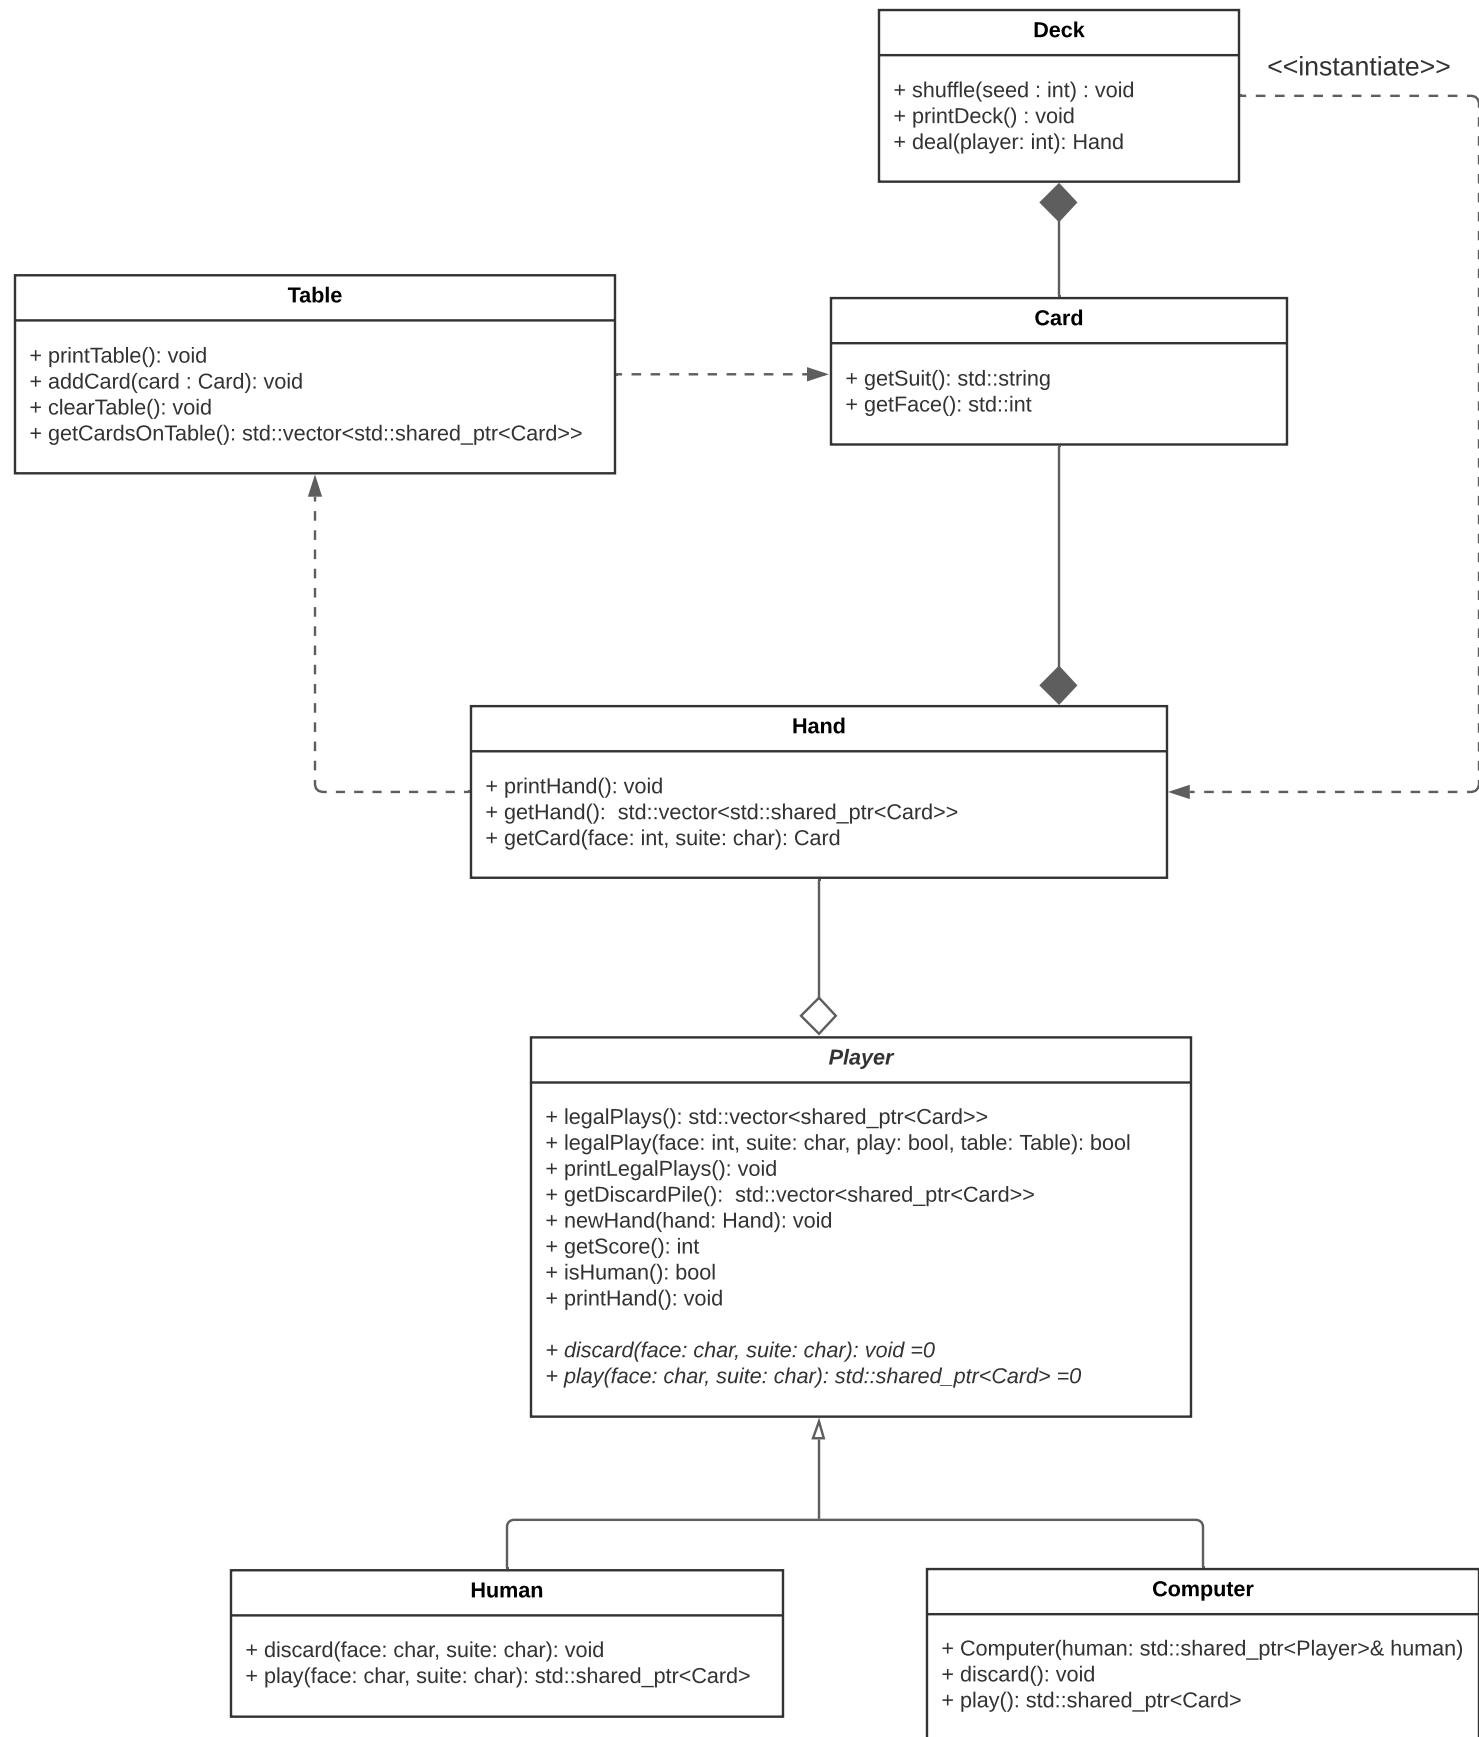 Deck
<<instantiate>>
+ shuffle(seed : int) : void
+ printDeck() : void
+ deal(player: int): Hand
Table
+ printTable(): void
+ addCard(card : Card): void
+ clearTable(): void
+ getCardsOnTable(): std::vector<std::shared_ptr<Card>>
Card
+ getSuit(): std::string
+ getFace(): std::int
Hand
+ printHand(): void
+ getHand():  std::vector<std::shared_ptr<Card>>
+ getCard(face: int, suite: char): Card
Player
+ legalPlays(): std::vector<shared_ptr<Card>>
+ legalPlay(face: int, suite: char, play: bool, table: Table): bool
+ printLegalPlays(): void
+ getDiscardPile():  std::vector<shared_ptr<Card>>
+ newHand(hand: Hand): void
+ getScore(): int
+ isHuman(): bool
+ printHand(): void
+ discard(face: char, suite: char): void =0
+ play(face: char, suite: char): std::shared_ptr<Card> =0
Human
+ discard(face: char, suite: char): void
+ play(face: char, suite: char): std::shared_ptr<Card>
Computer
+ Computer(human: std::shared_ptr<Player>& human)
+ discard(): void
+ play(): std::shared_ptr<Card>